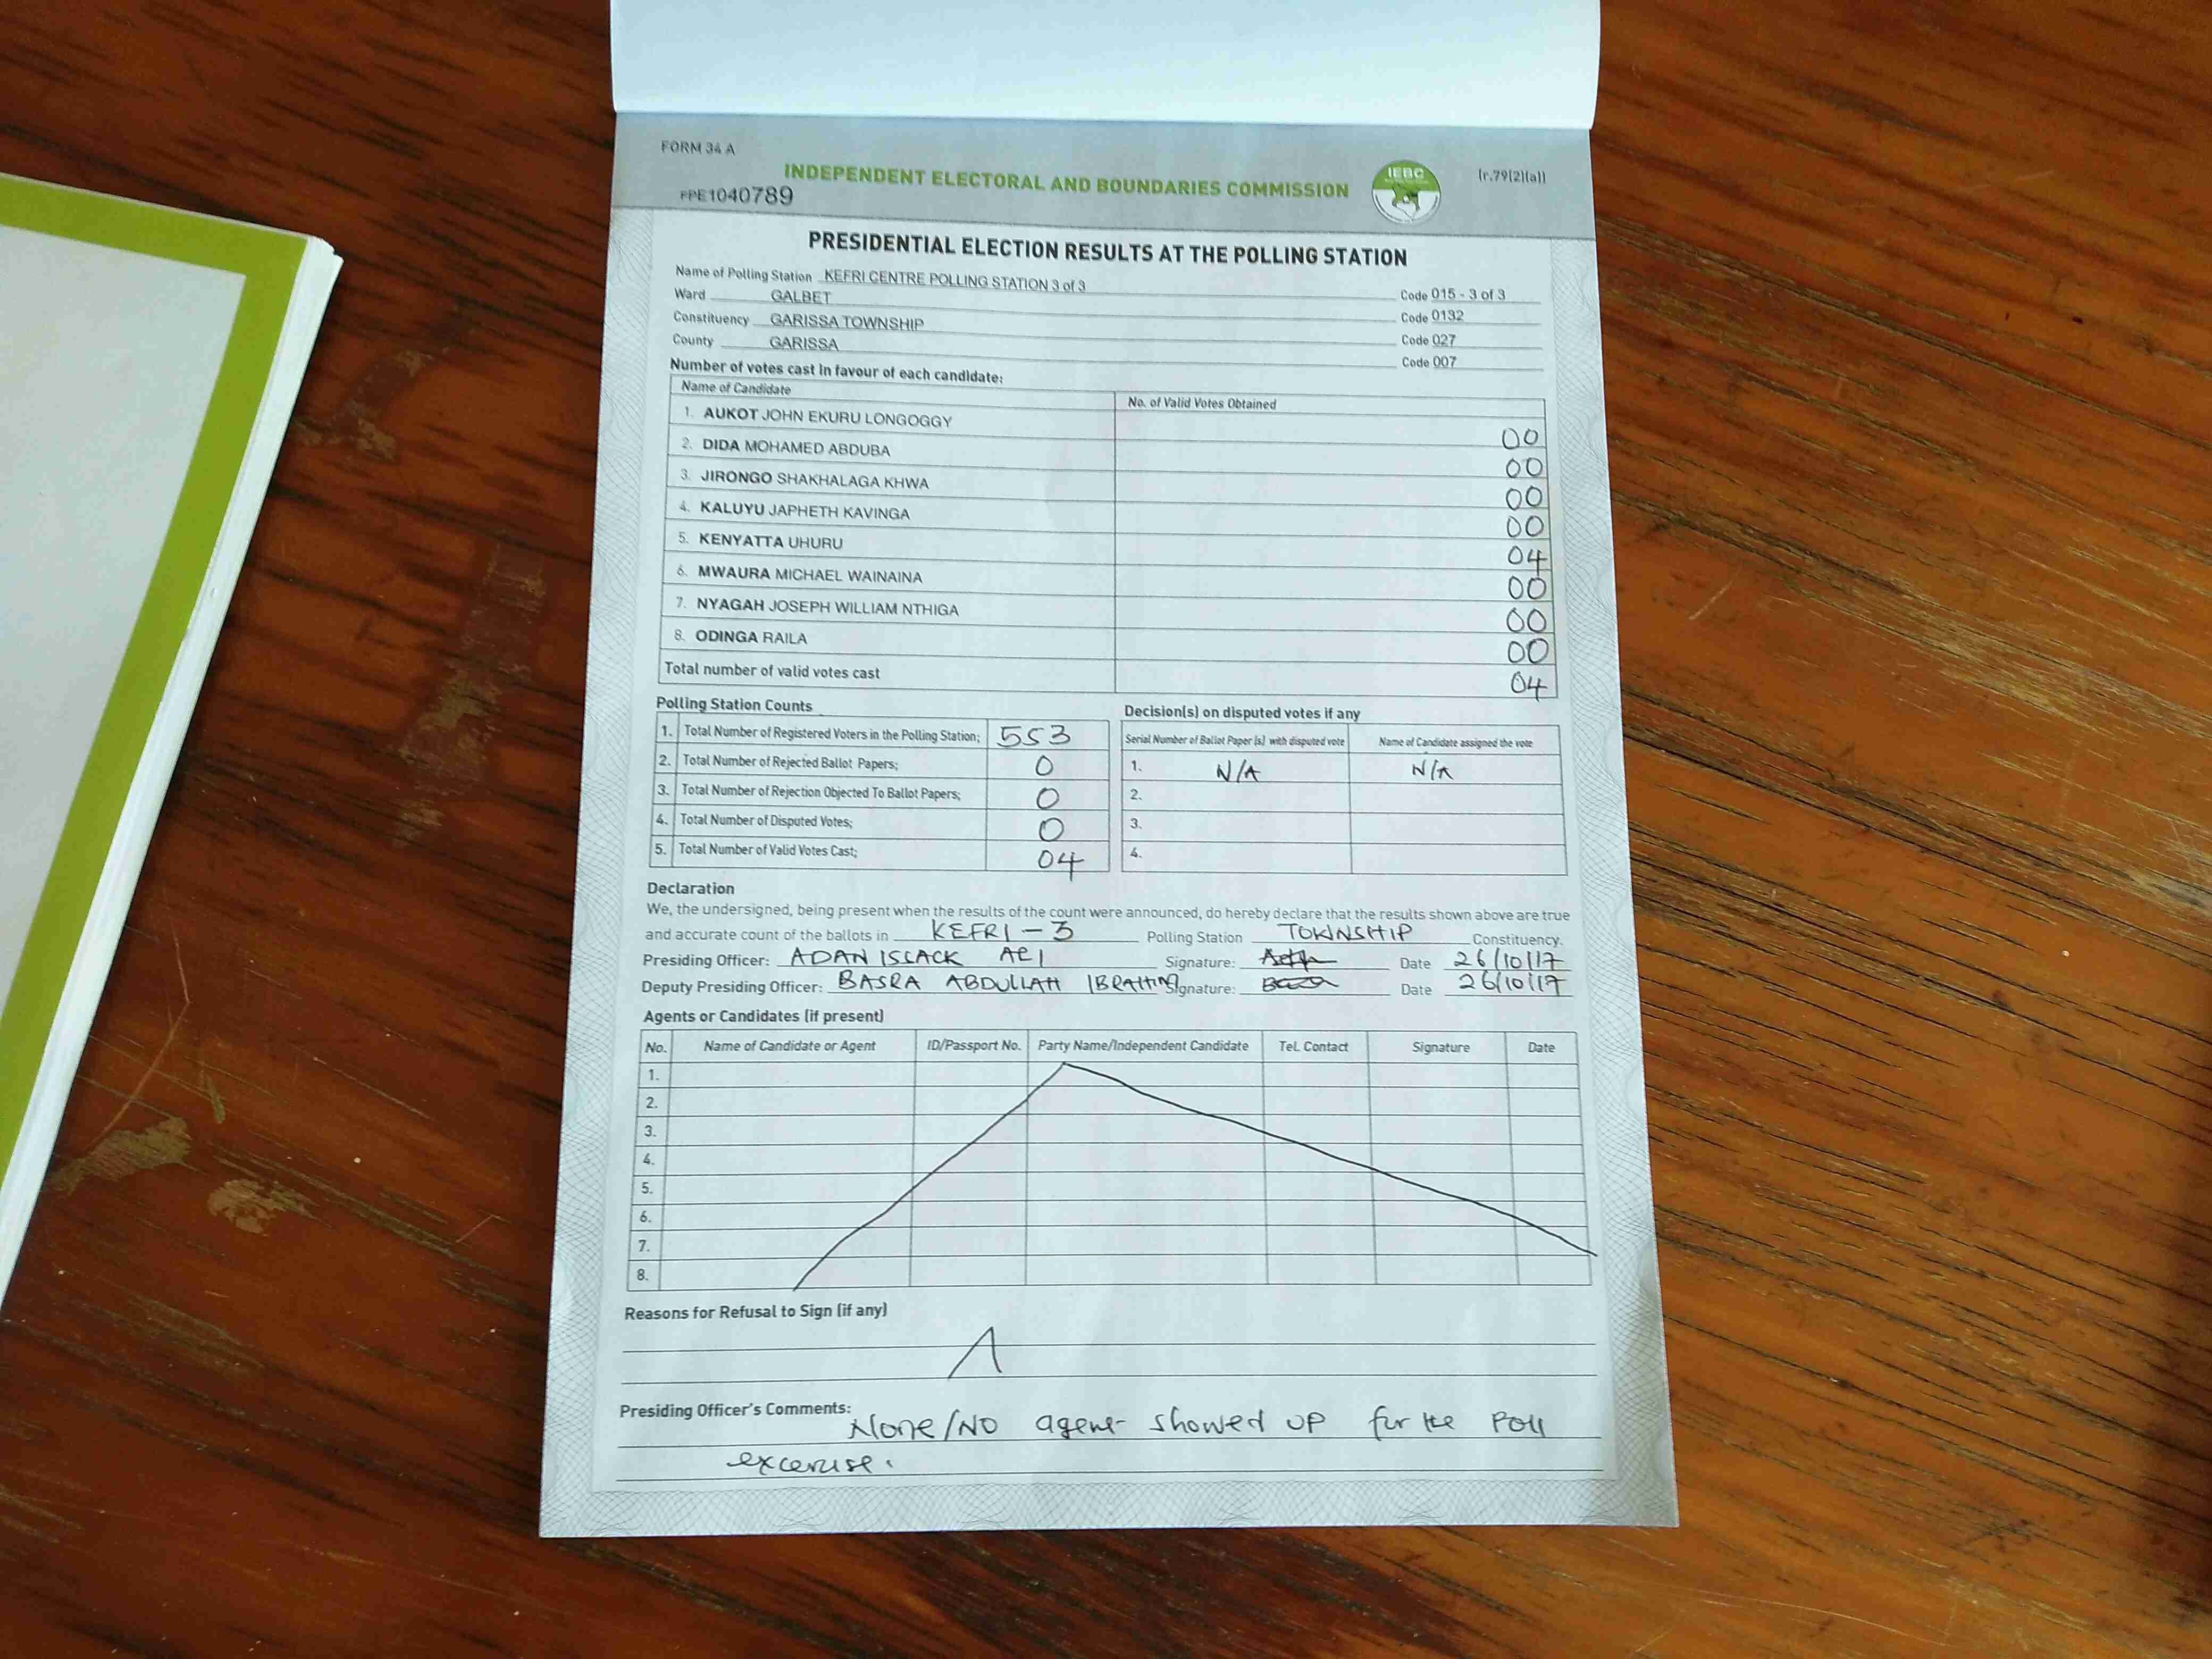 FORM 34 A
INDEPENDENT ELECTORAL AND BOUNDARIES COMMISSION
IEBC
(r.79(2)(a))
PPE1040789
PRESIDENTIAL ELECTION RESULTS AT THE POLLING STATION
Name of Polling Station KEFRI CENTRE POLLING STATION 3 of 3 Code 015 - 3 of 3
Ward GALBET Code 0132
Constituency GARISSA TOWNSHIP Code 027
County GARISSA Code 007
Number of votes cast in favour of each candidate:
Name of Candidate No. of Valid Votes Obtained
1. AUKOT JOHN EKURU LONGOGGY 00
2. DIDA MOHAMED ABDUBA 00
3. JIRONGO SHAKHALAGA KHWA 00
4. KALUYU JAPHETH KAVINGA 00
5. KENYATTA UHURU 04
6. MWAURA MICHAEL WAINAINA 00
7. NYAGAH JOSEPH WILLIAM NTHIGA 00
8. ODINGA RAILA 00
Total number of valid votes cast 04
Polling Station Counts
1. Total Number of Registered Voters in the Polling Station; 553
2. Total Number of Rejected Ballot Papers; 0
3. Total Number of Rejection Objected To Ballot Papers; 0
4. Total Number of Disputed Votes; 0
5. Total Number of Valid Votes Cast; 04
Decision(s) on disputed votes if any
Serial Number of Ballot Paper (s) with disputed vote Name of Candidate assigned the vote
1. N/A N/A
2.
3.
4.
Declaration
We, the undersigned, being present when the results of the count were announced, do hereby declare that the results shown above are true
and accurate count of the ballots in KEFRI - 3 Polling Station TOWNSHIP Constituency.
Presiding Officer: ADAN ISSACK Signature: Date 26/10/17
Deputy Presiding Officer: BASRA ABDULLAH IBRAHIM Signature: Date 26/10/17
Agents or Candidates (if present)
No. Name of Candidate or Agent ID/Passport No. Party Name/Independent Candidate Tel. Contact Signature Date
1.
2.
3.
4.
5.
6.
7.
8.
Reasons for Refusal to Sign (if any)
Presiding Officer's Comments: None/NO agent showed UP for the Poll
excerise.